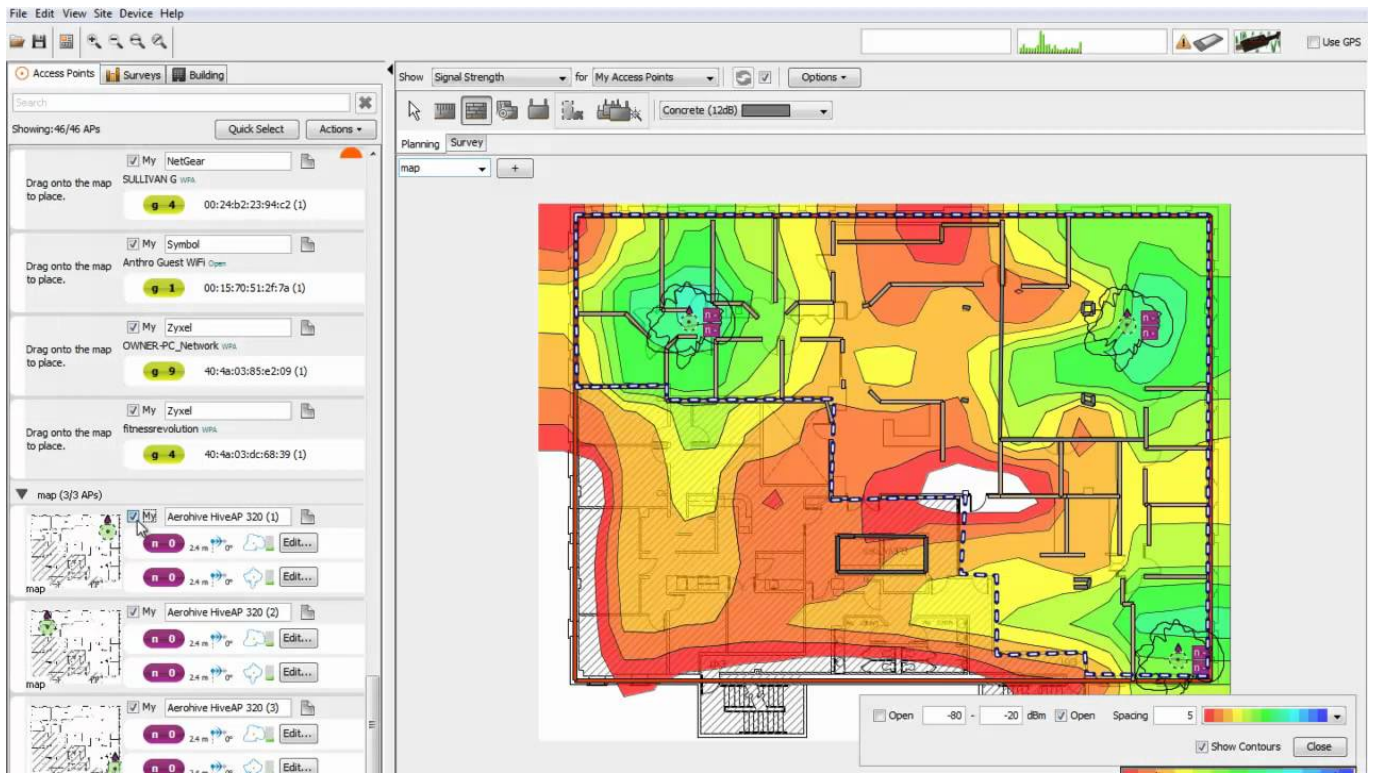 File Edit View Site Device Help
Use GPS
Access Points Surveys Building
Show Signal Strength for My Access Points Options
Search
Concrete (12dB)
Showing:46/46 APs Quick Select Actions
Planning Survey
map +
My NetGear
Drag onto the map to place.
SULLIVAN G WPA
g 4 00:24:b2:23:94:c2 (1)
My Symbol
Drag onto the map to place.
Anthro Guest WiFi Open
g 1 00:15:70:51:2f:7a (1)
My Zyxel
Drag onto the map to place.
OWNER-PC_Network WPA
g 9 40:4a:03:85:e2:09 (1)
My Zyxel
Drag onto the map to place.
fitnessrevolution WPA
g 4 40:4a:03:dc:68:39 (1)
map (3/3 APs)
My Aerohive HiveAP 320 (1)
n 0 2.4 m 0° Edit...
n 0 2.4 m 0° Edit...
map
My Aerohive HiveAP 320 (2)
n 0 2.4 m 0° Edit...
n 0 2.4 m 0° Edit...
map
My Aerohive HiveAP 320 (3)
n 0 2.4 m 0° Edit...
n 0 2.4 m 0° Edit...
n -
n -
n -
n -
n -
n -
Open -80 - -20 dBm Open Spacing 5
Show Contours Close